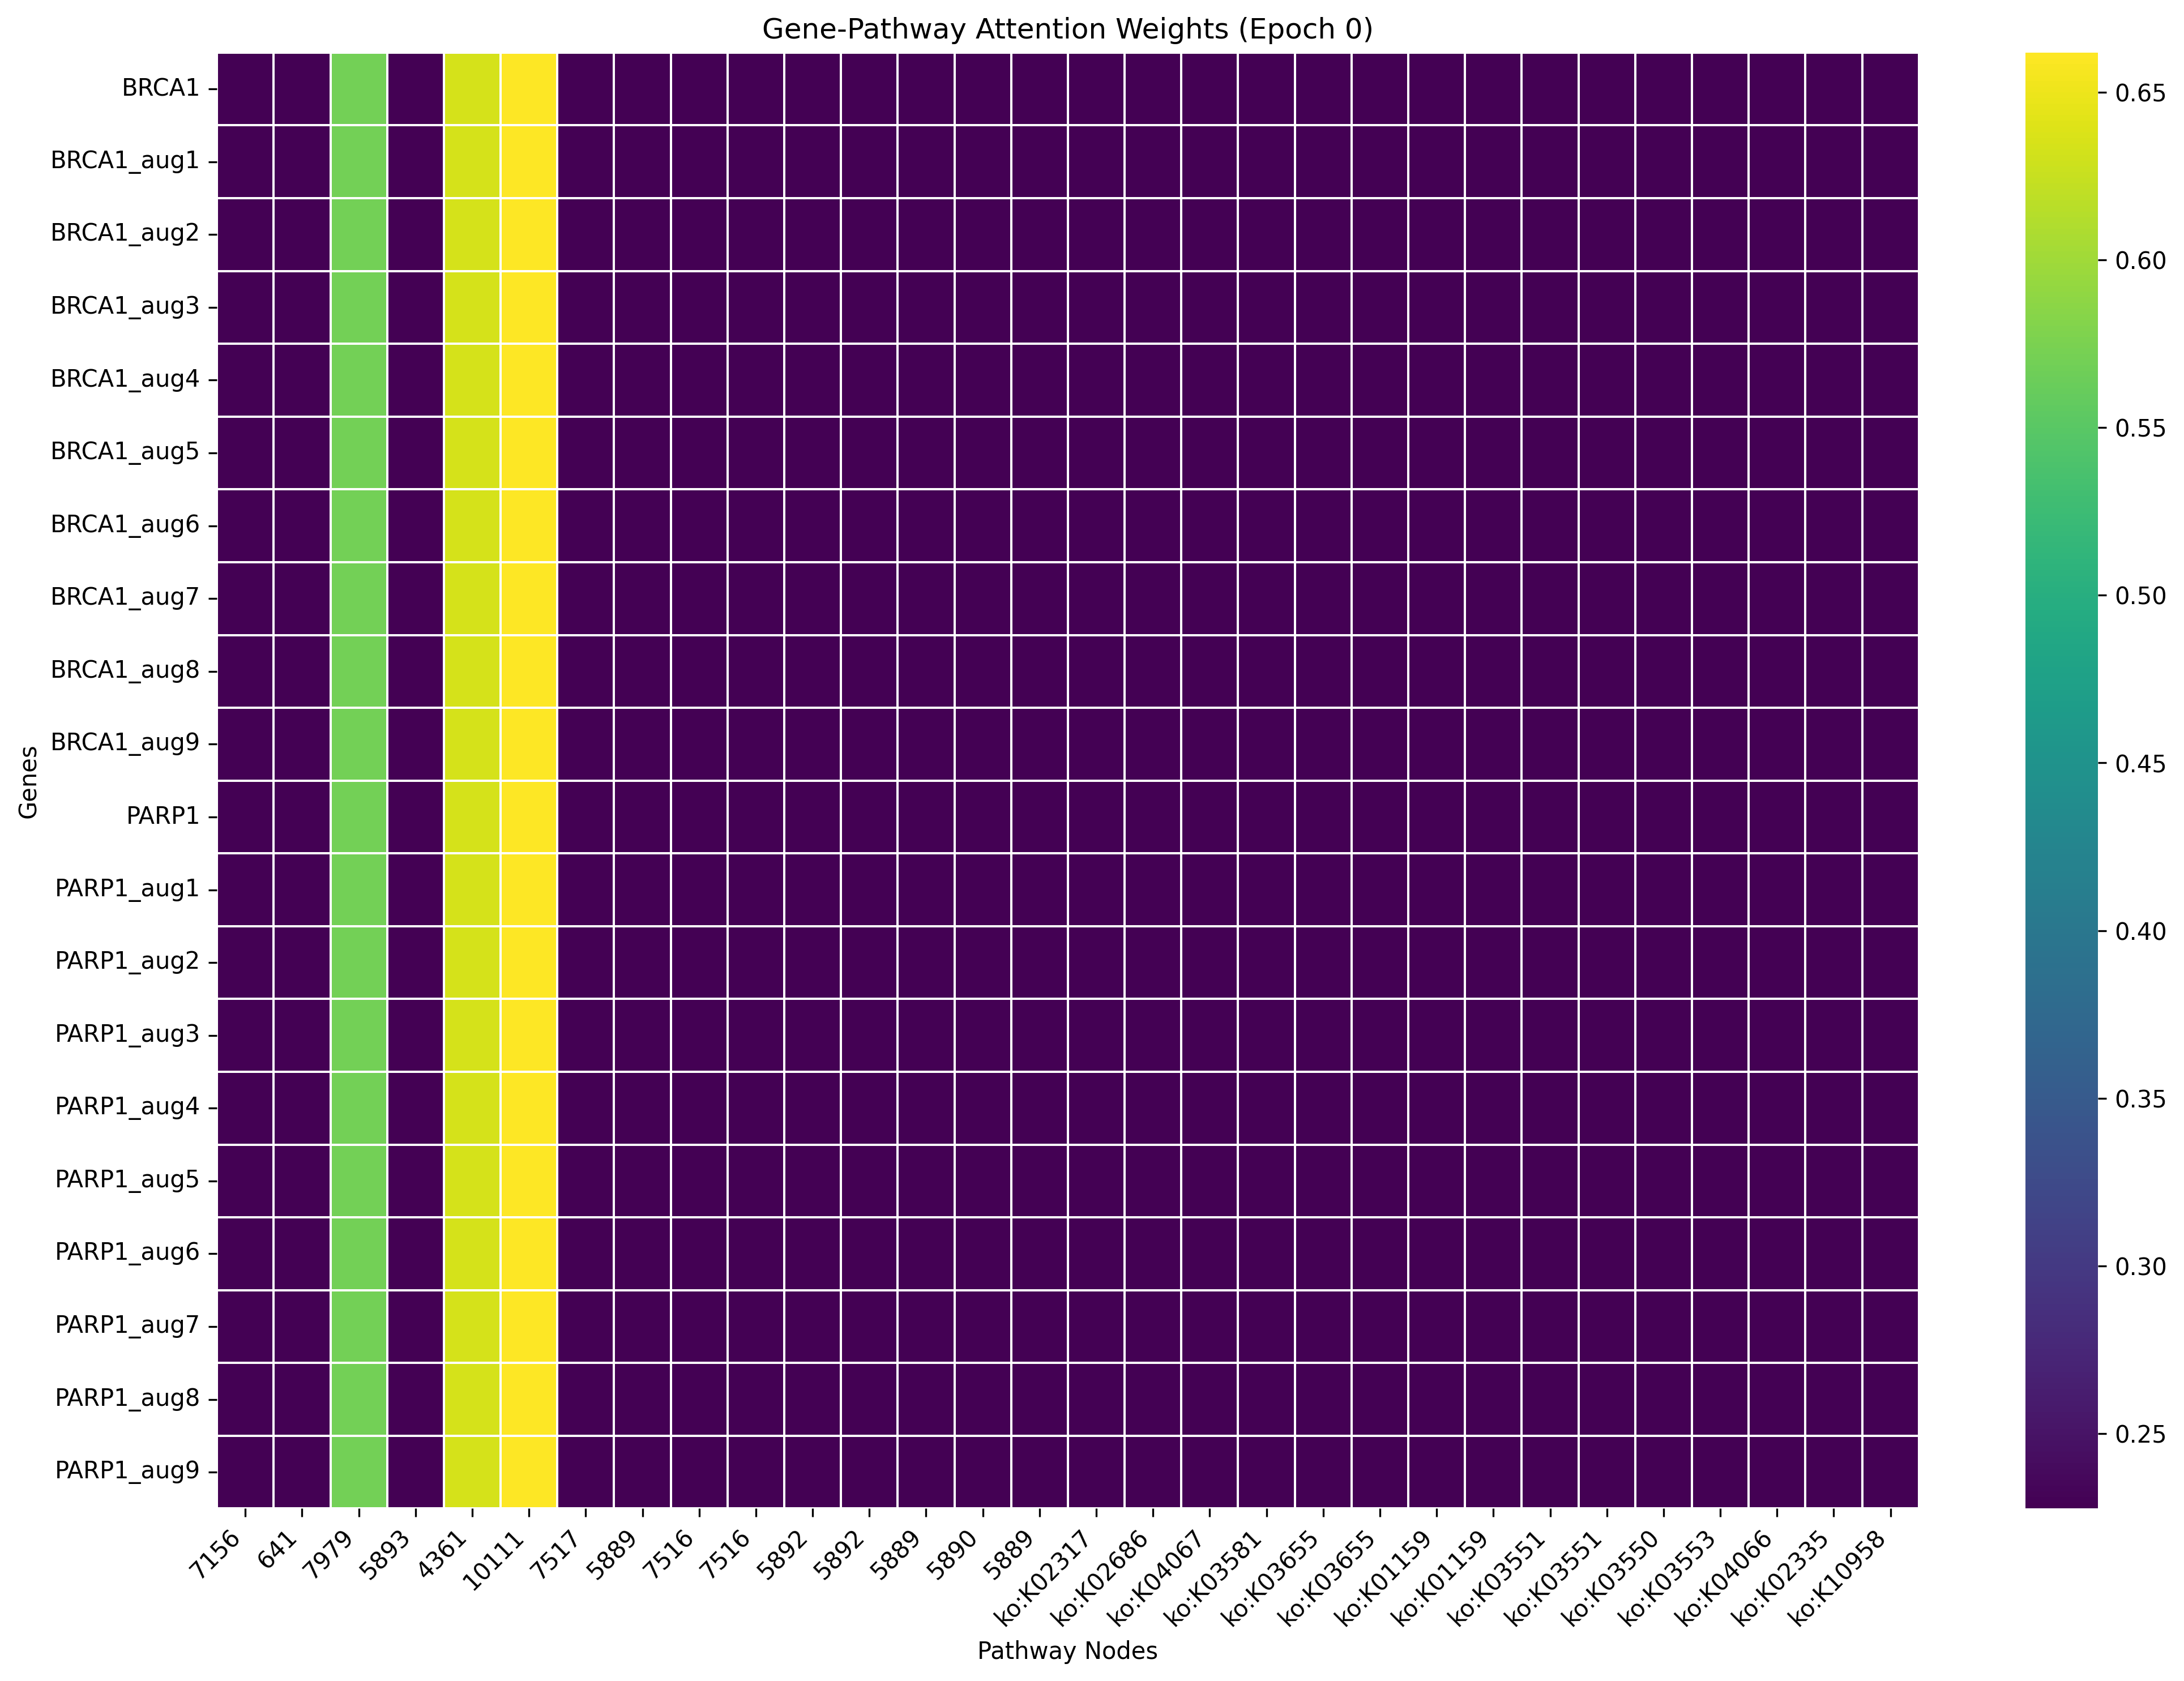 Gene-Pathway Attention Weights (Epoch 0)
Genes
BRCA1
BRCA1_aug1
BRCA1_aug2
BRCA1_aug3
BRCA1_aug4
BRCA1_aug5
BRCA1_aug6
BRCA1_aug7
BRCA1_aug8
BRCA1_aug9
PARP1
PARP1_aug1
PARP1_aug2
PARP1_aug3
PARP1_aug4
PARP1_aug5
PARP1_aug6
PARP1_aug7
PARP1_aug8
PARP1_aug9
7156
641
7979
5893
4361
10111
7517
5889
7516
7516
5892
5892
5889
5890
5889
ko:K02317
ko:K02686
ko:K04067
ko:K03581
ko:K03655
ko:K03655
ko:K01159
ko:K01159
ko:K03551
ko:K03551
ko:K03550
ko:K03553
ko:K04066
ko:K02335
ko:K10958
Pathway Nodes
0.65
0.60
0.55
0.50
0.45
0.40
0.35
0.30
0.25